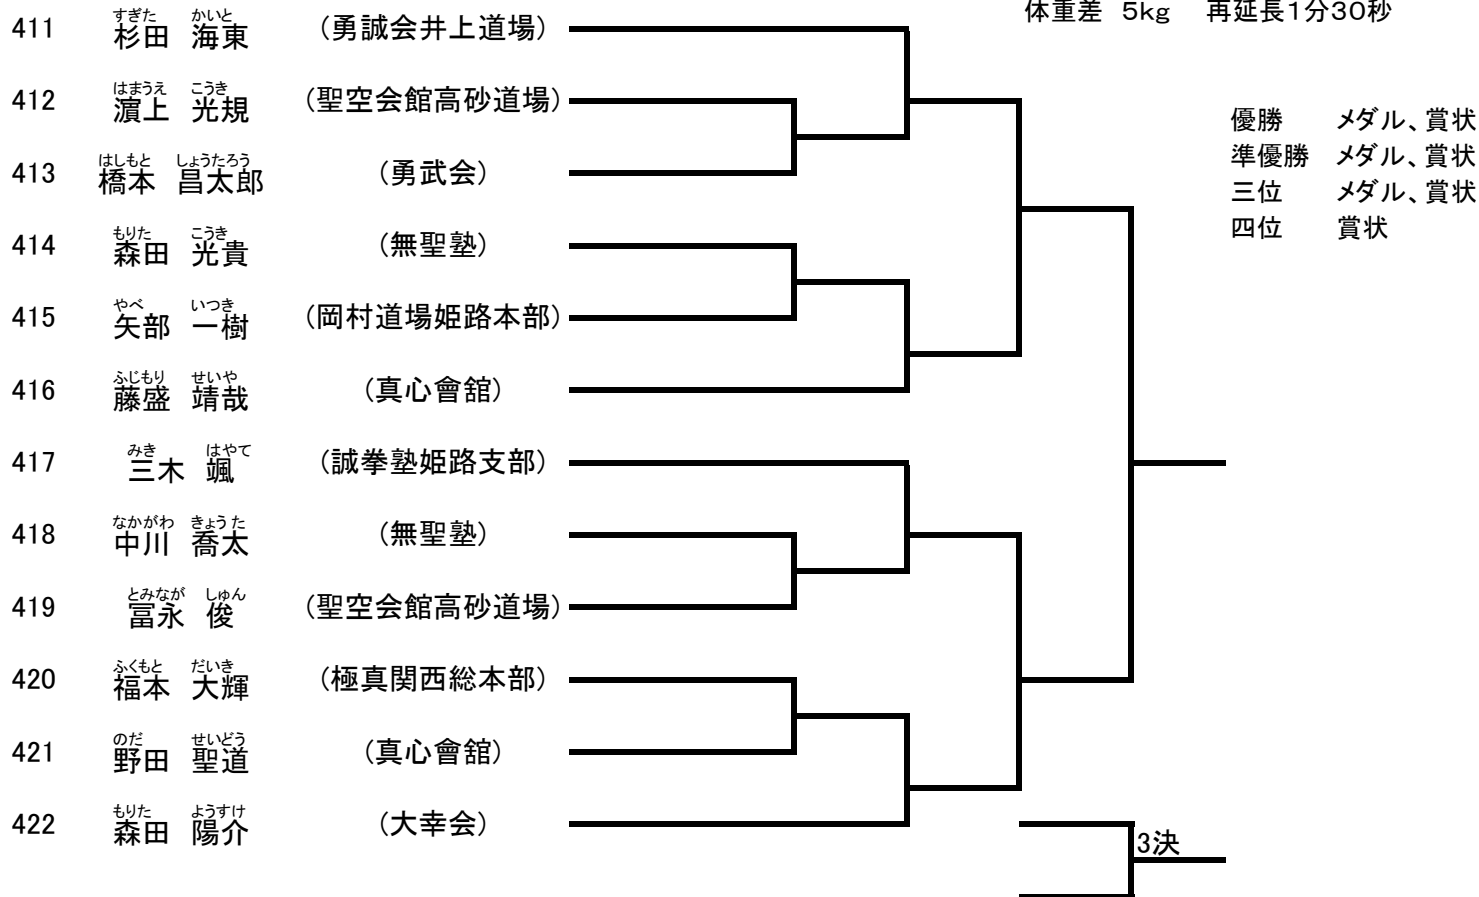 体重差 5kg 再延長1分30秒
すぎた かいと
411 杉田 海東 (勇誠会井上道場)
はまうえ こうき
412 濵上 光規 (聖空会館高砂道場)
はしもと しょうたろう
413 橋本 昌太郎 (勇武会)
もりた こうき
414 森田 光貴 (無聖塾)
やべ いつき
415 矢部 一樹 (岡村道場姫路本部)
ふじもり せいや
416 藤盛 靖哉 (真心會舘)
みき はやて
417 三木 颯 (誠拳塾姫路支部)
なかがわ きょうた
418 中川 喬太 (無聖塾)
とみなが しゅん
419 冨永 俊 (聖空会館高砂道場)
ふくもと だいき
420 福本 大輝 (極真関西総本部)
のだ せいどう
421 野田 聖道 (真心會舘)
もりた ようすけ
422 森田 陽介 (大幸会)
優勝 メダル、賞状
準優勝 メダル、賞状
三位 メダル、賞状
四位 賞状
3決